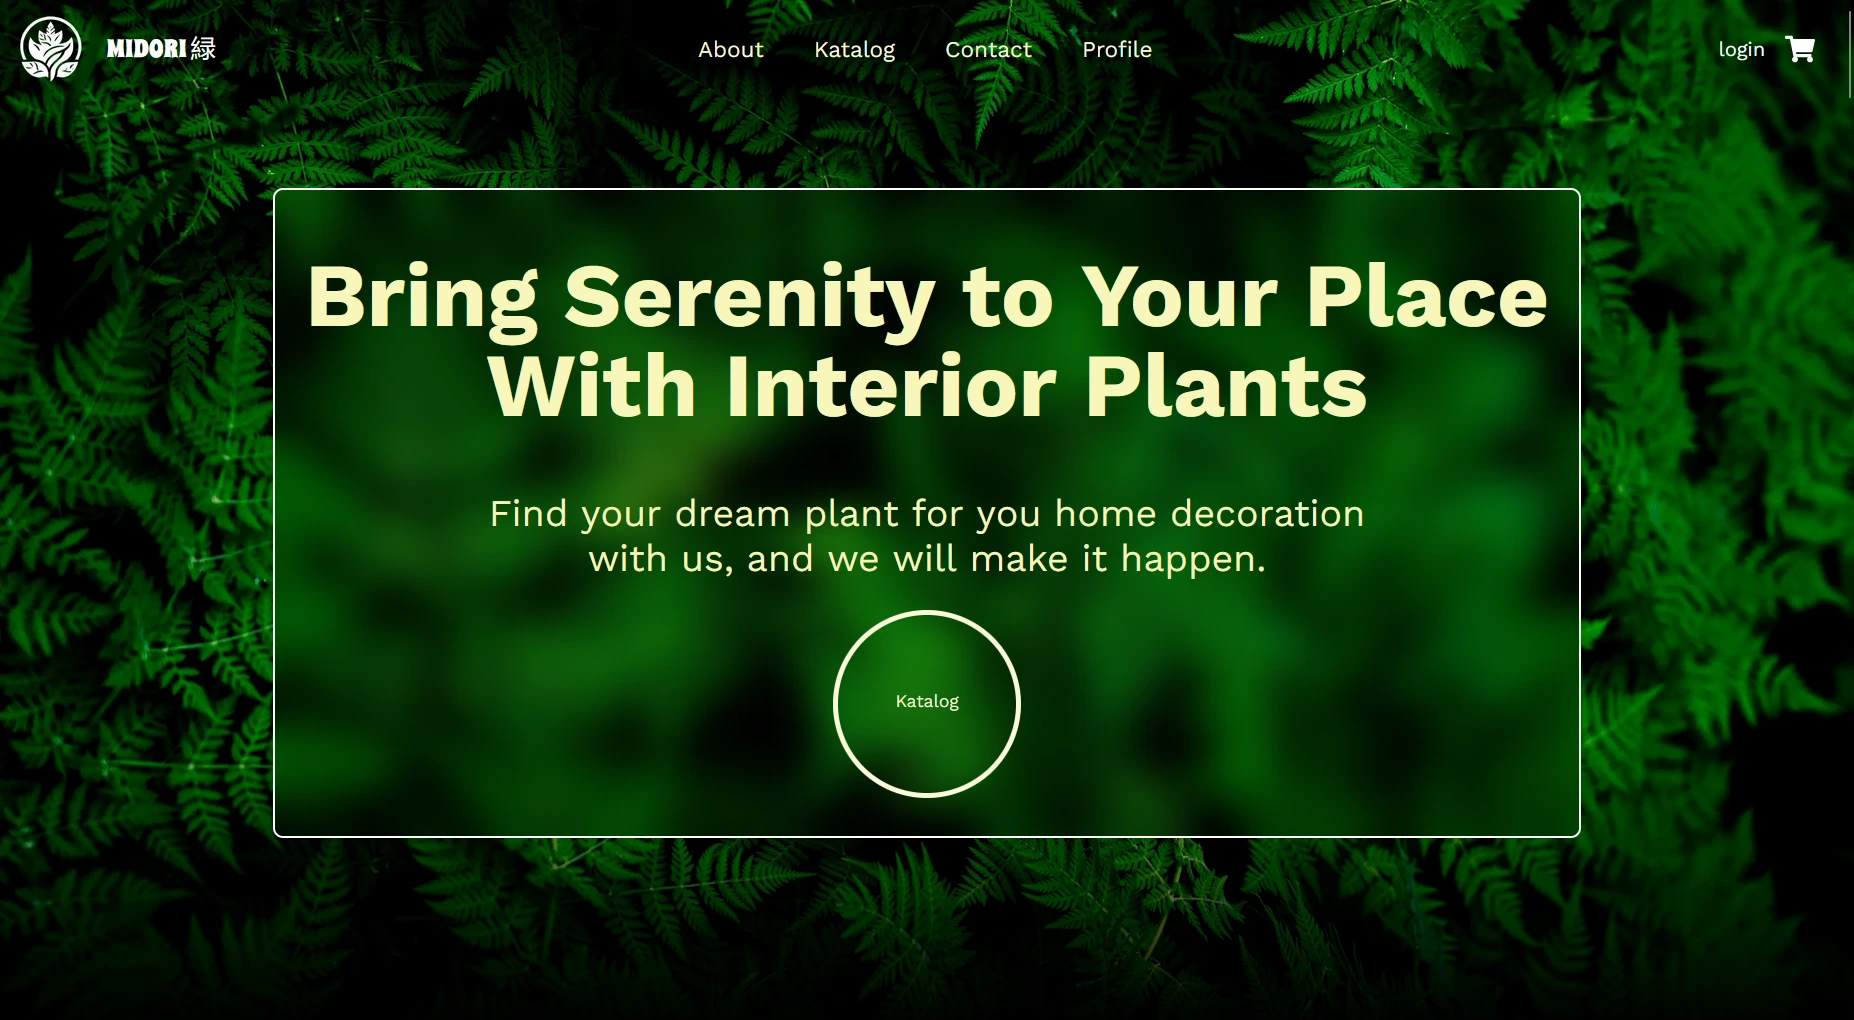 MIDORI 緑
About
Katalog
Contact
Profile
login
Bring Serenity to Your Place
With Interior Plants
Find your dream plant for you home decoration
with us, and we will make it happen.
Katalog